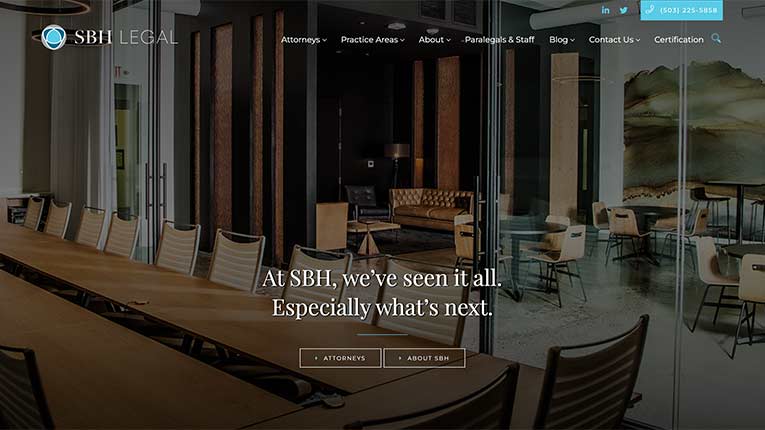 (503) 225-5858
SBH LEGAL
Attorneys Practice Areas About Paralegals & Staff Blog Contact Us Certification
At SBH, we've seen it all.
Especially what's next.
ATTORNEYS ABOUT SBH